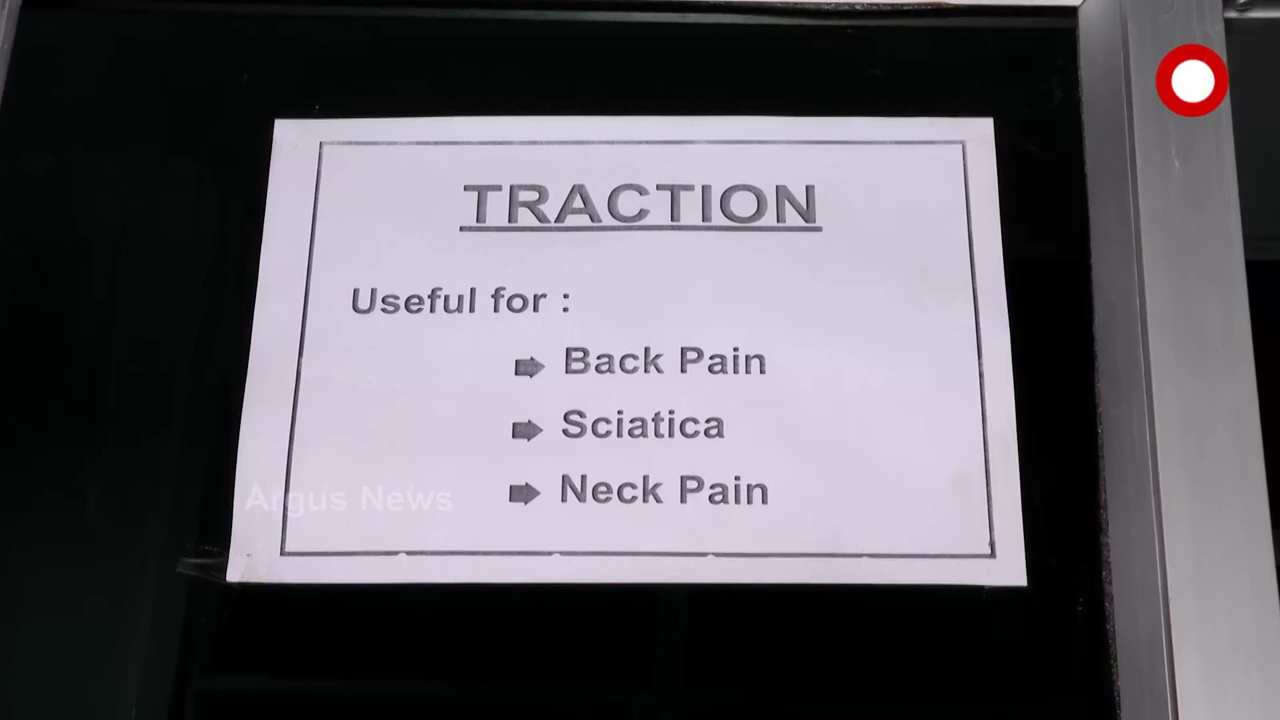 TRACTION
Useful for :
Back Pain
Sciatica
Neck Pain
Argus News